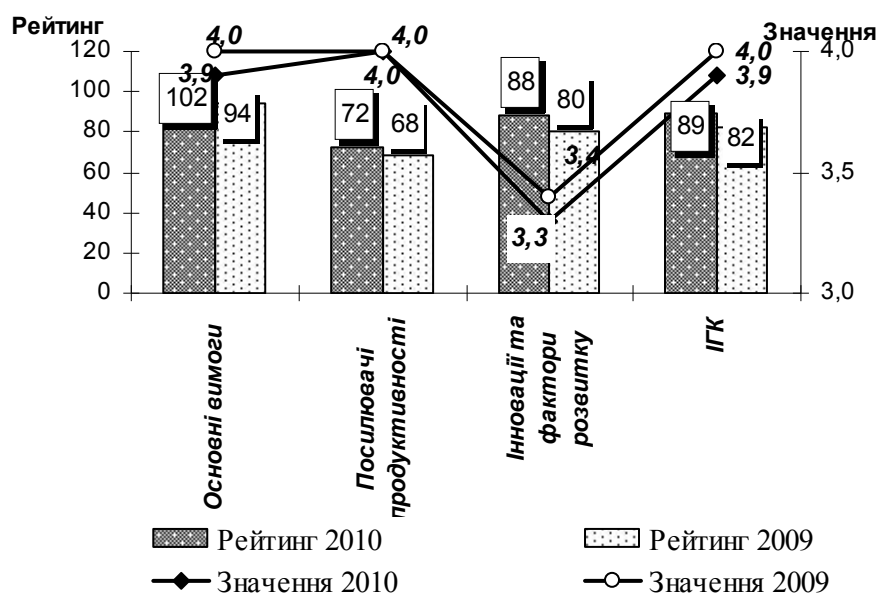 Рейтинг
Значення
120
100
80
60
40
20
0
4,0
3,5
3,0
4,0
3,9
4,0
4,0
3,4
3,3
4,0
3,9
102
94
72
68
88
80
89
82
Основні вимоги
Посилювачі
продуктивності
Інновації та
фактори
розвитку
ІГК
Рейтинг 2010
Рейтинг 2009
Значення 2010
Значення 2009